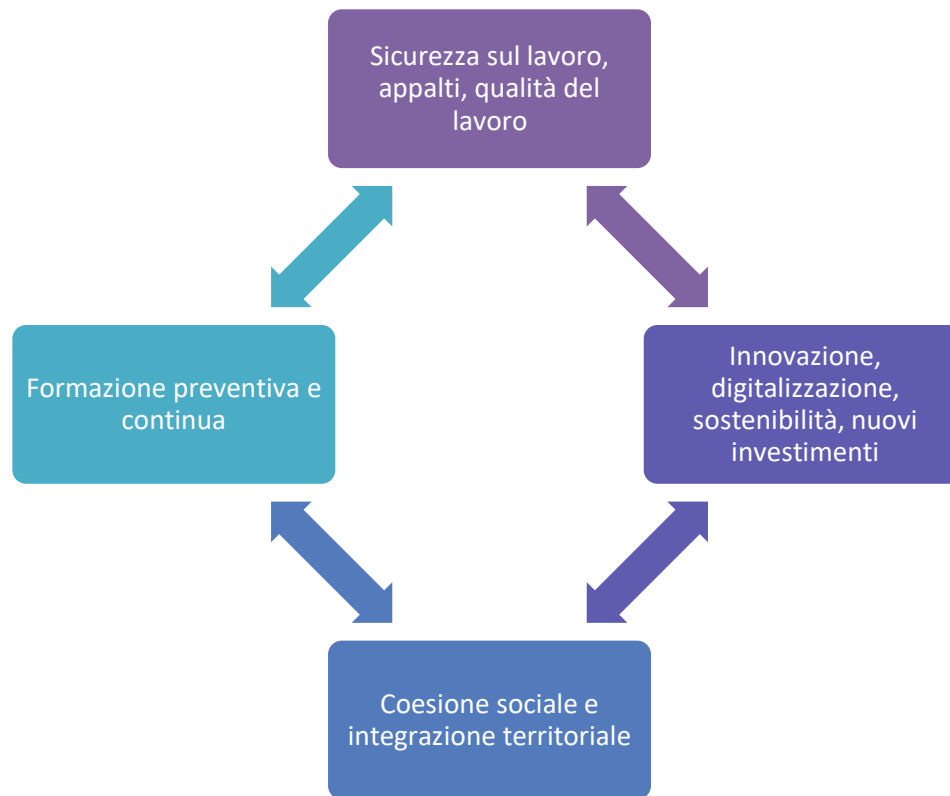 Sicurezza sul lavoro,
appalti, qualità del
lavoro
Formazione preventiva e
continua
Innovazione,
digitalizzazione,
sostenibilità, nuovi
investimenti
Coesione sociale e
integrazione territoriale